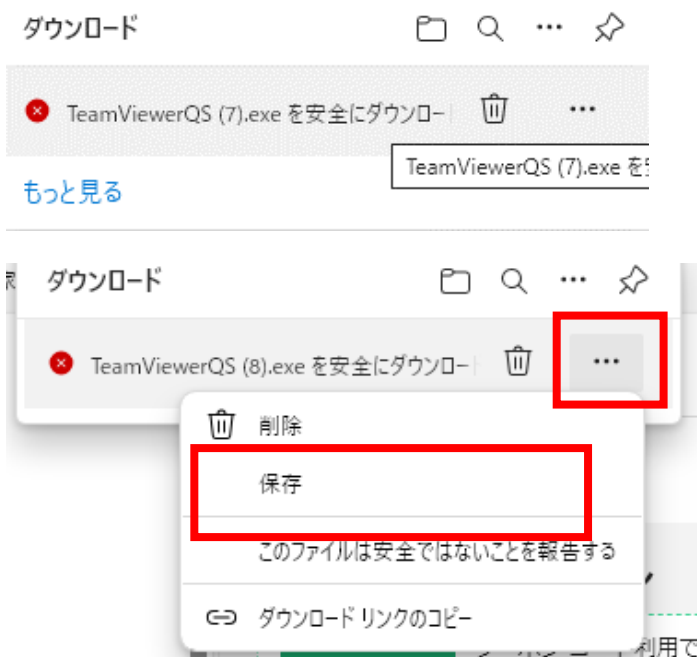 ダウンロード
TeamViewerQS (7).exe を安全にダウンロー
TeamViewerQS (7).exe を
もっと見る
ダウンロード
TeamViewerQS (8).exe を安全にダウンロー
削除
保存
このファイルは安全ではないことを報告する
ダウンロード リンクのコピー
利用で